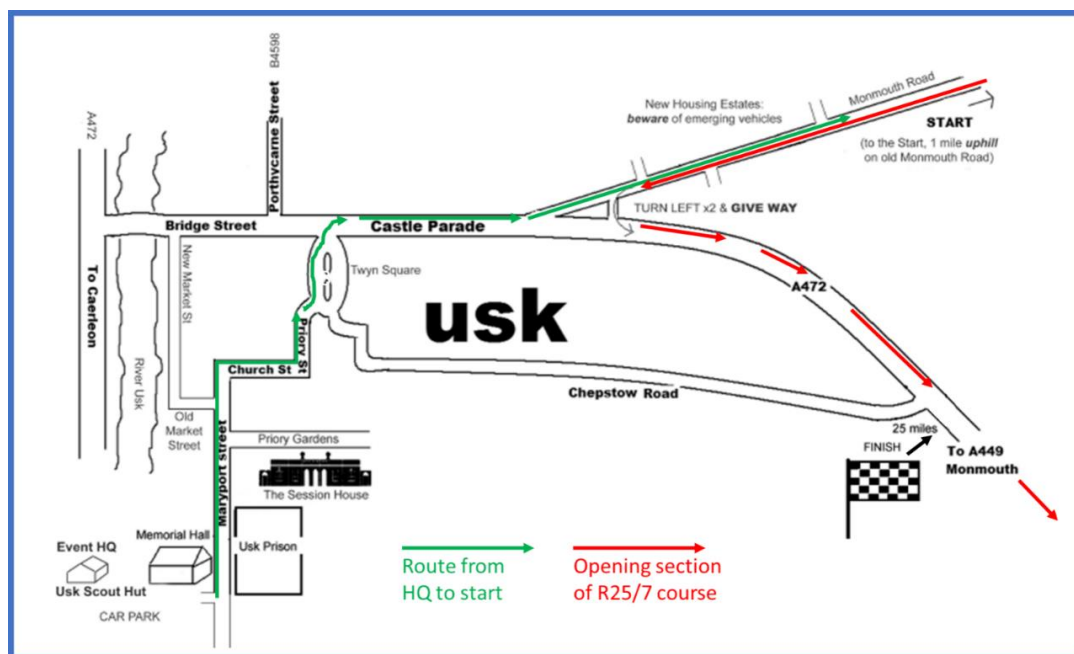 A472
Porthycarne Street
B4598
New Housing Estates:
beware of emerging vehicles
Monmouth Road
START
(to the Start, 1 mile uphill
on old Monmouth Road)
Bridge Street
Castle Parade
TURN LEFT x2 & GIVE WAY
To Caerleon
River Usk
New Market St
Twyn Square
usk
A472
Priory St
Church St
Chepstow Road
Old
Market
Street
Maryport street
Priory Gardens
The Session House
25 miles
FINISH
To A449
Monmouth
Event HQ
Usk Scout Hut
Memorial Hall
Usk Prison
CAR PARK
Route from
HQ to start
Opening section
of R25/7 course